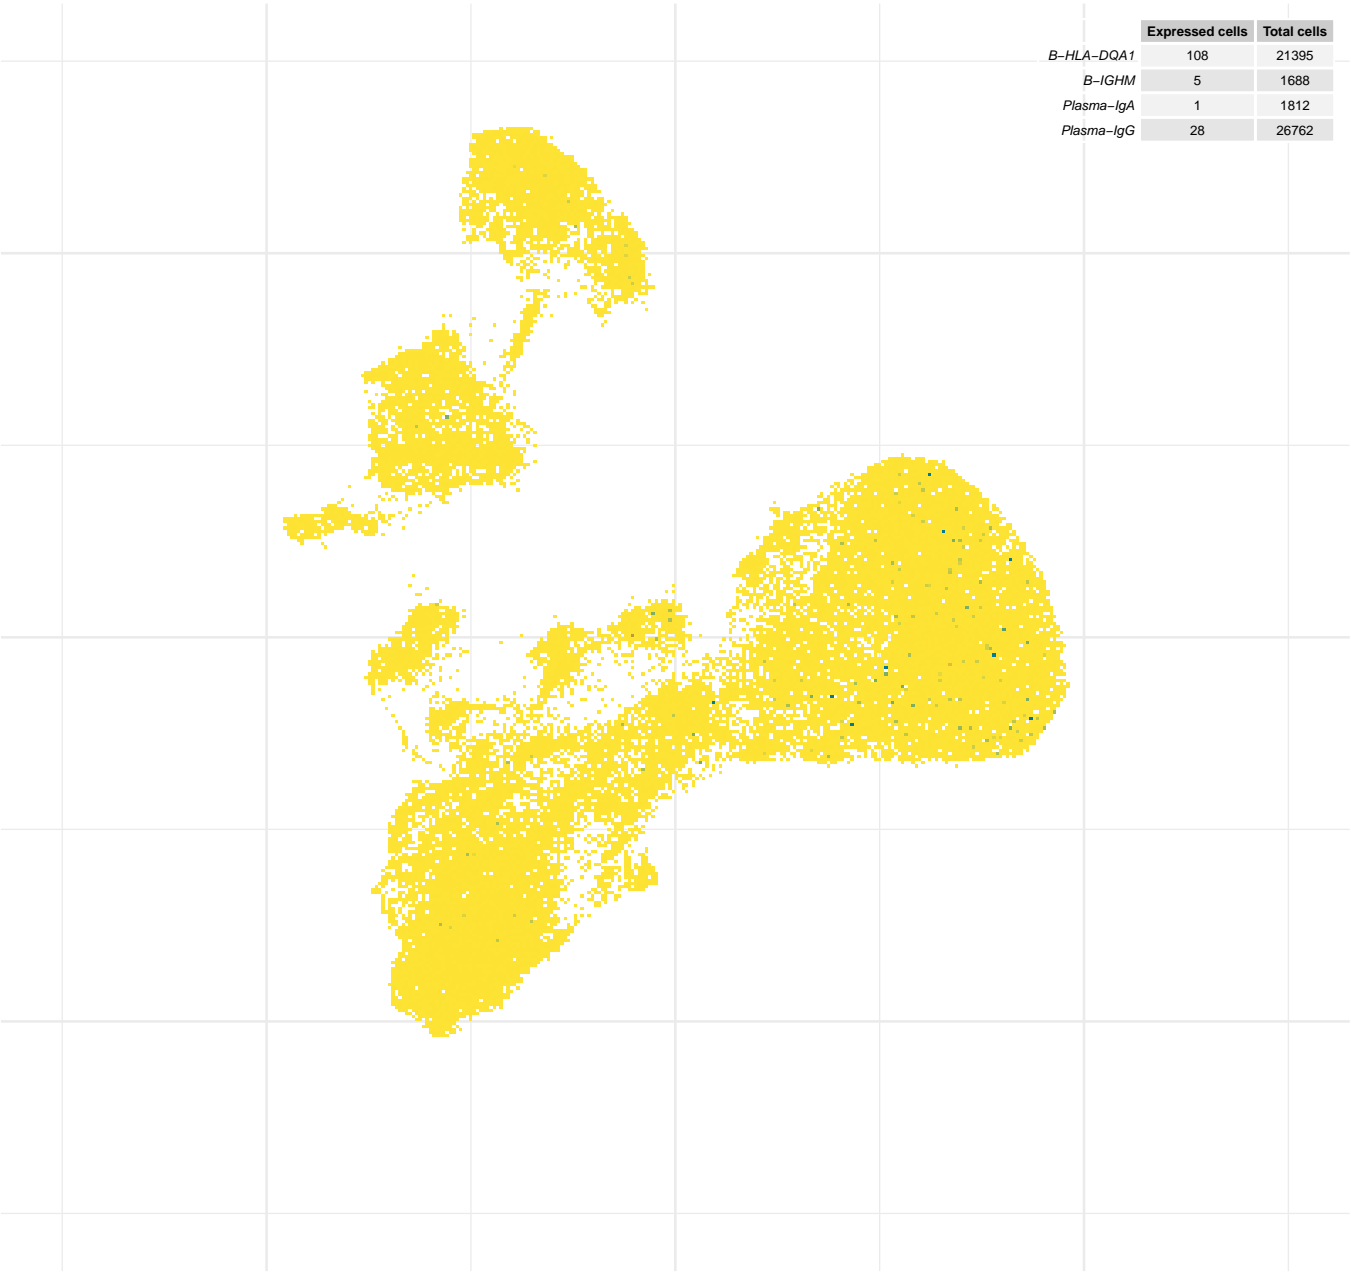 Expressed cells Total cells
B−HLA−DQA1 108 21395
B−IGHM 5 1688
Plasma−IgA 1 1812
Plasma−IgG 28 26762